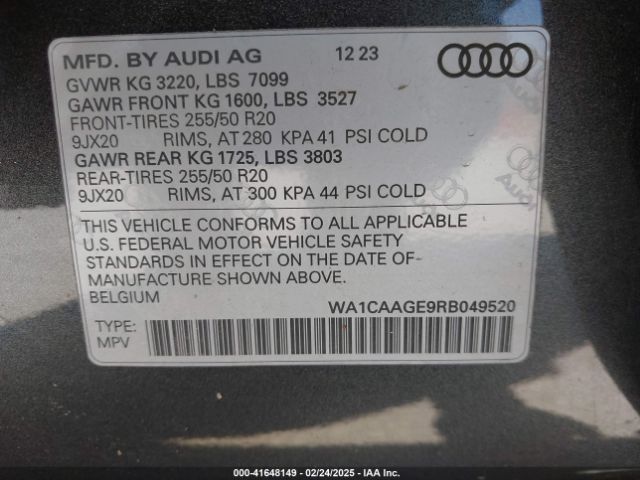 MFD. BY AUDI AG 12 23
GVWR KG 3220, LBS 7099
GAWR FRONT KG 1600, LBS 3527
FRONT-TIRES 255/50 R20
9JX20 RIMS, AT 280 KPA 41 PSI COLD
GAWR REAR KG 1725, LBS 3803
REAR-TIRES 255/50 R20
9JX20 RIMS, AT 300 KPA 44 PSI COLD
THIS VEHICLE CONFORMS TO ALL APPLICABLE
U.S. FEDERAL MOTOR VEHICLE SAFETY
STANDARDS IN EFFECT ON THE DATE OF
MANUFACTURE SHOWN ABOVE.
BELGIUM
WA1CAAGE9RB049520
TYPE:
MPV
Audi
000-41648149 — 02/24/2025 — IAA Inc.